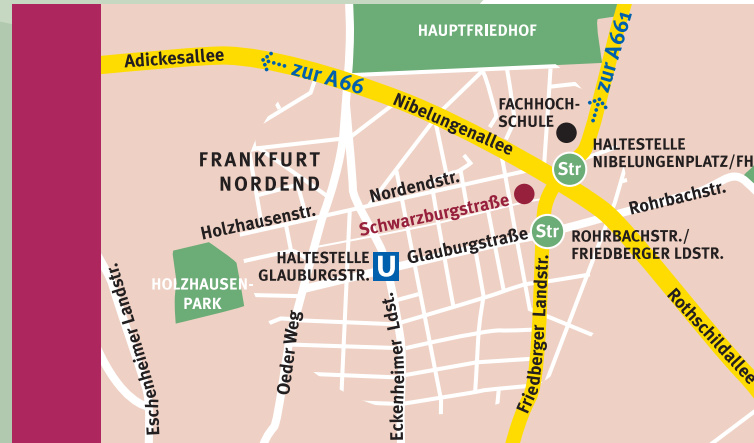 HAUPTFRIEDHOF
zur A661
Adickesallee
zur A66
Nibelungenallee
FACHHOCH-
SCHULE
HALTESTELLE
NIBELUNGENPLATZ/FH
Str
FRANKFURT
NORDEND
Nordendstr.
Holzhausenstr.
Schwarzburgstraße
Rohrbachstr.
Glauburgstraße
Str
ROHRBACHSTR./
FRIEDBERGER LDSTR.
HALTESTELLE
GLAUBURGSTR.
U
HOLZHAUSEN-
PARK
Eschenheimer Landstr.
Oeder Weg
Eckenheimer Ldst.
Friedberger Landstr.
Rothschildallee